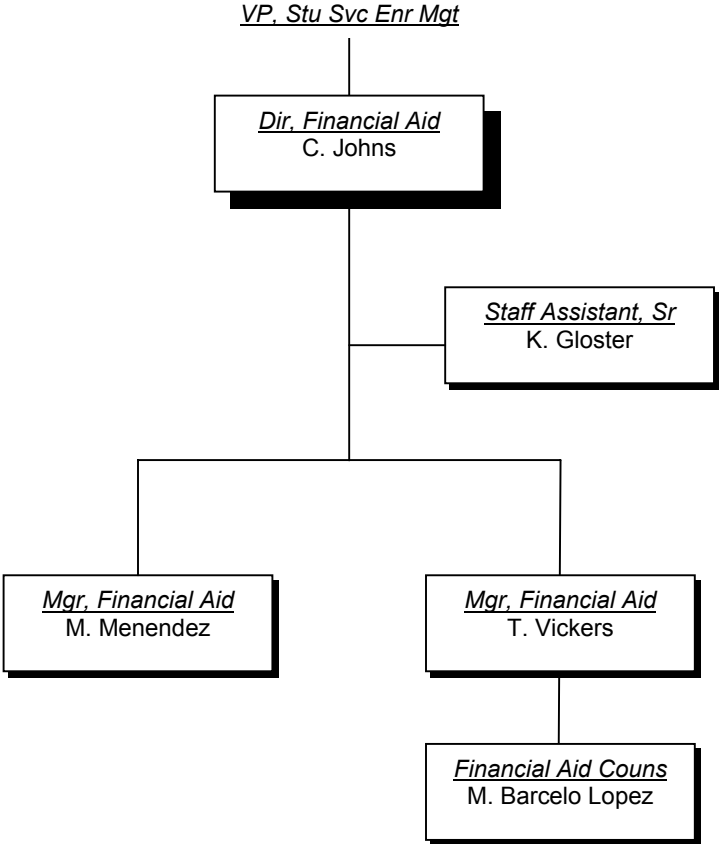 VP, Stu Svc Enr Mgt
Dir, Financial Aid
C. Johns
Staff Assistant, Sr
K. Gloster
Mgr, Financial Aid
M. Menendez
Mgr, Financial Aid
T. Vickers
Financial Aid Couns
M. Barcelo Lopez